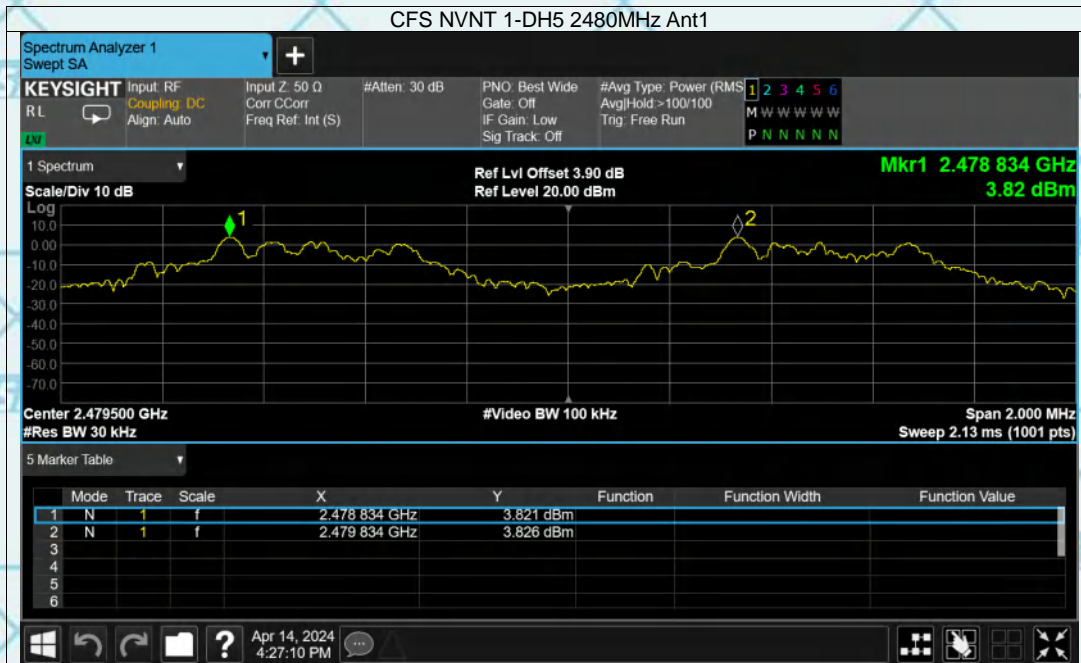 CFS NVNT 1-DH5 2480MHz Ant1
Spectrum Analyzer 1
Swept SA
+
KEYSIGHT
RL
LXI
Input: RF
Coupling: DC
Align: Auto
Input Z: 50 Ω
Corr CCorr
Freq Ref: Int (S)
#Atten: 30 dB
PNO: Best Wide
Gate: Off
IF Gain: Low
Sig Track: Off
#Avg Type: Power (RMS
Avg|Hold:>100/100
Trig: Free Run
1 2 3 4 5 6
M W W W W W
P N N N N N
1 Spectrum
Scale/Div 10 dB
Ref Lvl Offset 3.90 dB
Ref Level 20.00 dBm
Mkr1 2.478 834 GHz
3.82 dBm
Log
10.0
0.00
-10.0
-20.0
-30.0
-40.0
-50.0
-60.0
-70.0
1
2
Center 2.479500 GHz
#Res BW 30 kHz
#Video BW 100 kHz
Span 2.000 MHz
Sweep 2.13 ms (1001 pts)
5 Marker Table
Mode Trace Scale X Y Function Function Width Function Value
1 N 1 f 2.478 834 GHz 3.821 dBm
2 N 1 f 2.479 834 GHz 3.826 dBm
3
4
5
6
?
Apr 14, 2024
4:27:10 PM